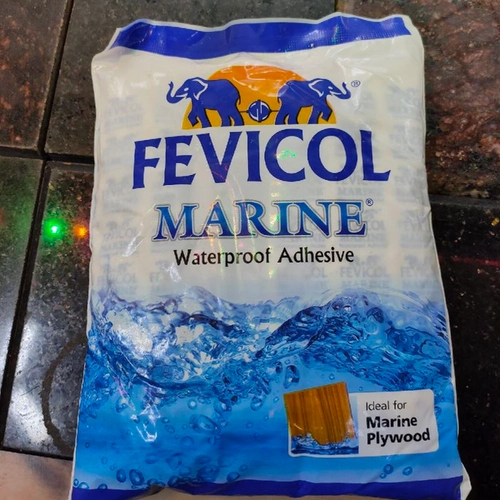 ®
FEVICOL
MARINE®
Waterproof Adhesive
Ideal for
Marine
Plywood